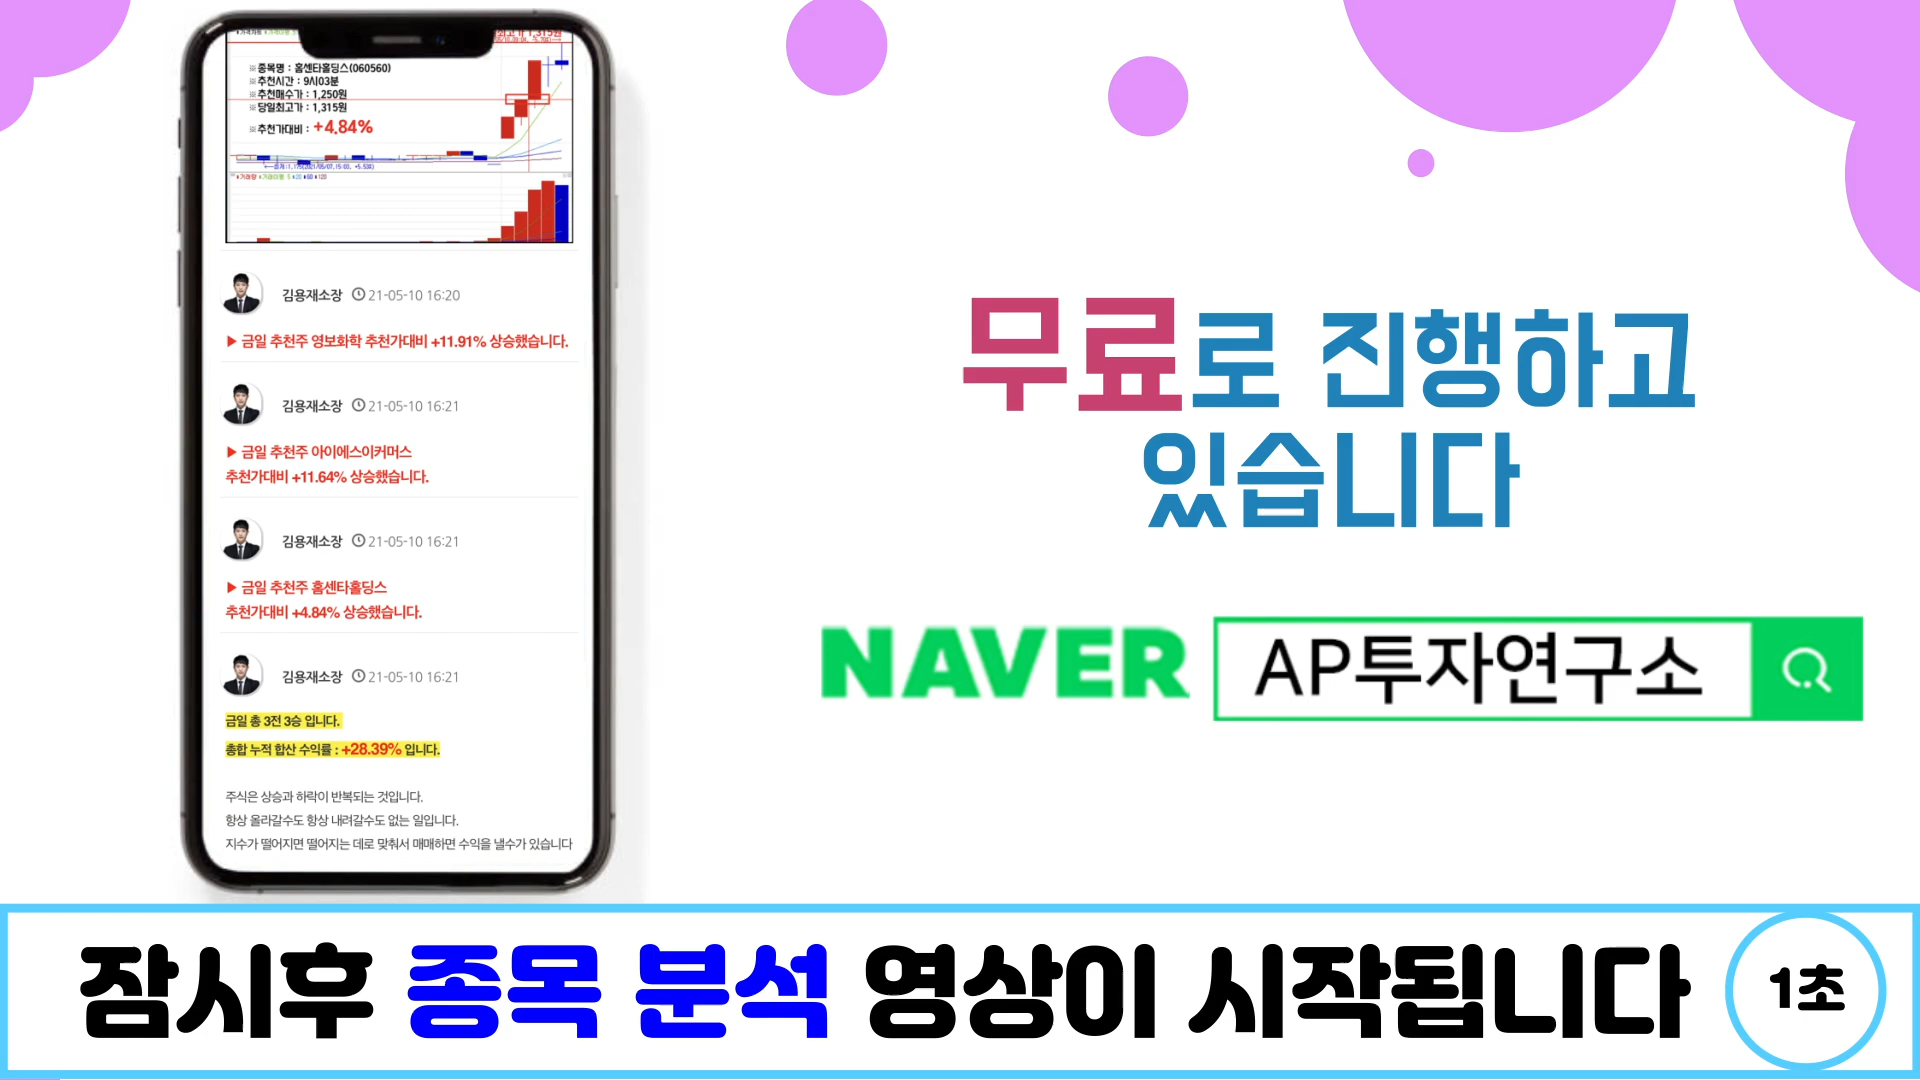 ※종목명 : 홈센타홀딩스(060560)
※추천시간 : 9시03분
※추천매수가 : 1,250원
※당일최고가 : 1,315원
※추천가대비 : +4.84%
김용재소장 21-05-10 16:20
▶ 금일 추천주 영보화학 추천가대비 +11.91% 상승했습니다.
김용재소장 21-05-10 16:21
▶ 금일 추천주 아이에스이커머스
추천가대비 +11.64% 상승했습니다.
김용재소장 21-05-10 16:21
▶ 금일 추천주 홈센타홀딩스
추천가대비 +4.84% 상승했습니다.
김용재소장 21-05-10 16:21
금일 총 3전 3승 입니다.
총합 누적 합산 수익률 : +28.39% 입니다.
주식은 상승과 하락이 반복되는 것입니다.
항상 올라갈수도 항상 내려갈수도 없는 일입니다.
지수가 떨어지면 떨어지는 데로 맞춰서 매매하면 수익을 낼수가 있습니다
무료로 진행하고
있습니다
NAVER AP투자연구소
잠시후 종목 분석 영상이 시작됩니다 1초